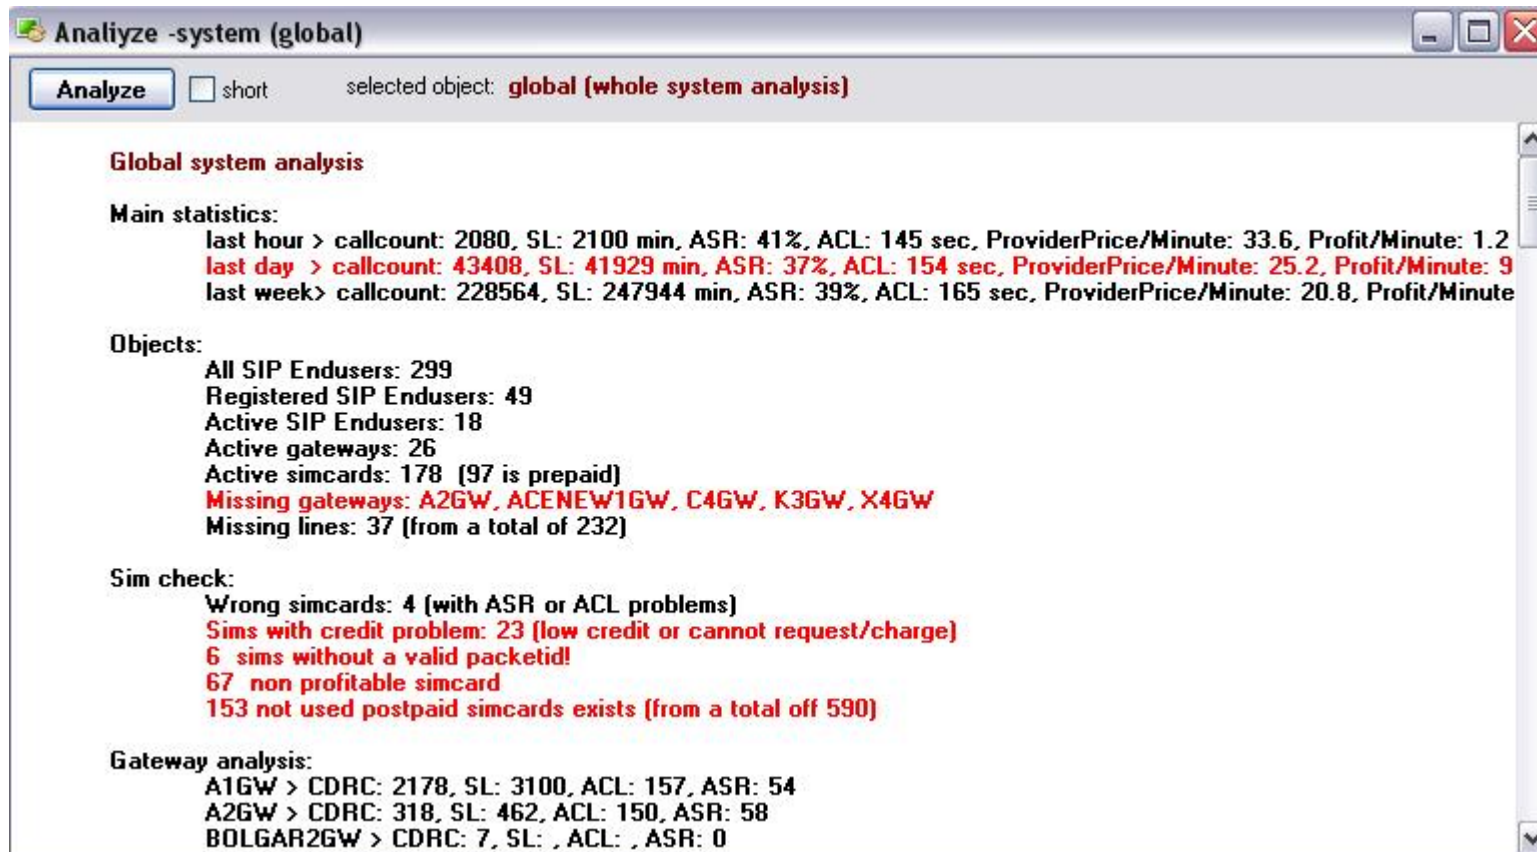 Analiyze -system (global)
Analyze short selected object: global (whole system analysis)
Global system analysis
Main statistics:
last hour > callcount: 2080, SL: 2100 min, ASR: 41%, ACL: 145 sec, ProviderPrice/Minute: 33.6, Profit/Minute: 1.2
last day > callcount: 43408, SL: 41929 min, ASR: 37%, ACL: 154 sec, ProviderPrice/Minute: 25.2, Profit/Minute: 9
last week> callcount: 228564, SL: 247944 min, ASR: 39%, ACL: 165 sec, ProviderPrice/Minute: 20.8, Profit/Minute
Objects:
All SIP Endusers: 299
Registered SIP Endusers: 49
Active SIP Endusers: 18
Active gateways: 26
Active simcards: 178 (97 is prepaid)
Missing gateways: A2GW, ACENEW1GW, C4GW, K3GW, X4GW
Missing lines: 37 (from a total of 232)
Sim check:
Wrong simcards: 4 (with ASR or ACL problems)
Sims with credit problem: 23 (low credit or cannot request/charge)
6 sims without a valid packetid!
67 non profitable simcard
153 not used postpaid simcards exists (from a total off 590)
Gateway analysis:
A1GW > CDRC: 2178, SL: 3100, ACL: 157, ASR: 54
A2GW > CDRC: 318, SL: 462, ACL: 150, ASR: 58
BOLGAR2GW > CDRC: 7, SL: , ACL: , ASR: 0